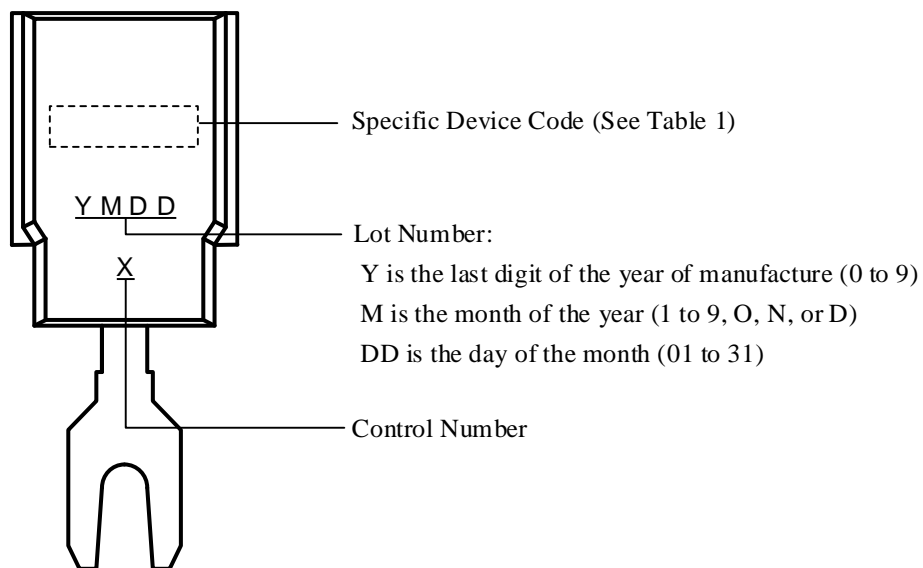 Specific Device Code (See Table 1)
Y M D D
Lot Number:
Y is the last digit of the year of manufacture (0 to 9)
M is the month of the year (1 to 9, O, N, or D)
DD is the day of the month (01 to 31)
X
Control Number